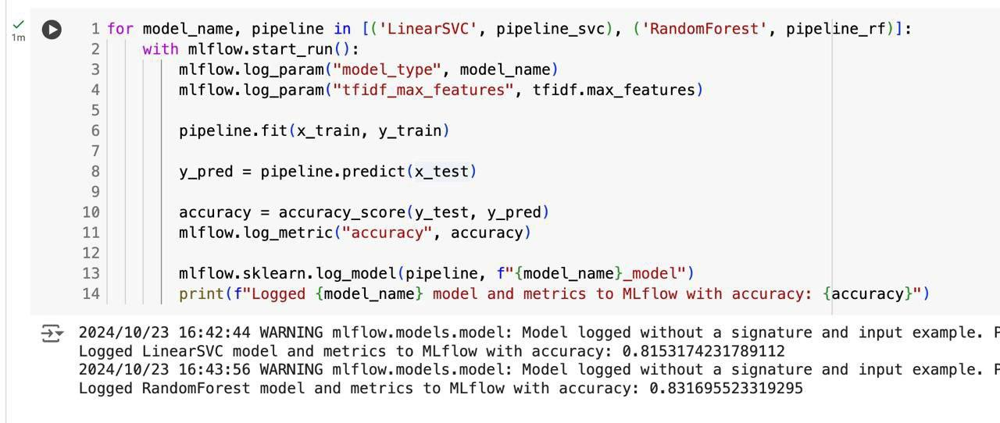 1m
1 for model_name, pipeline in [('LinearSVC', pipeline_svc), ('RandomForest', pipeline_rf)]:
2     with mlflow.start_run():
3         mlflow.log_param("model_type", model_name)
4         mlflow.log_param("tfidf_max_features", tfidf.max_features)
5
6         pipeline.fit(x_train, y_train)
7
8         y_pred = pipeline.predict(x_test)
9
10         accuracy = accuracy_score(y_test, y_pred)
11         mlflow.log_metric("accuracy", accuracy)
12
13         mlflow.sklearn.log_model(pipeline, f"{model_name}_model")
14         print(f"Logged {model_name} model and metrics to MLflow with accuracy: {accuracy}")
2024/10/23 16:42:44 WARNING mlflow.models.model: Model logged without a signature and input example.
Logged LinearSVC model and metrics to MLflow with accuracy: 0.8153174231789112
2024/10/23 16:43:56 WARNING mlflow.models.model: Model logged without a signature and input example.
Logged RandomForest model and metrics to MLflow with accuracy: 0.831695523319295